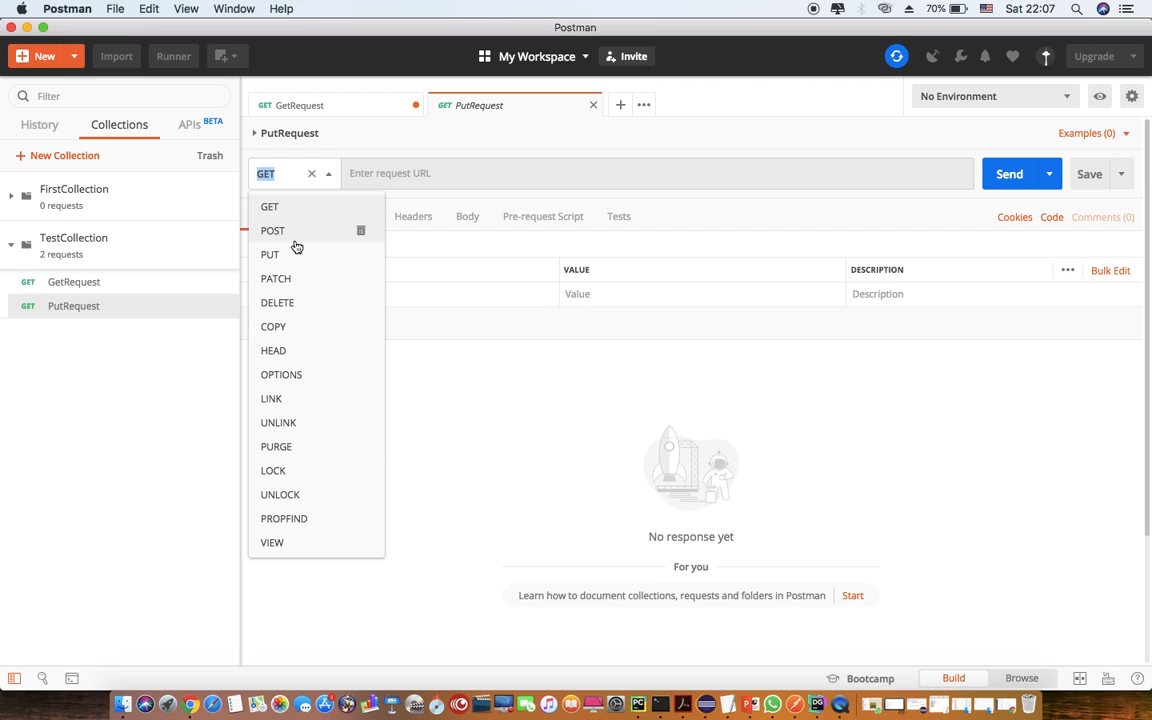 Postman File Edit View Window Help 70% Sat 22:07
Postman
New Import Runner My Workspace Invite Upgrade
Filter
History Collections APIs BETA
+ New Collection Trash
FirstCollection
0 requests
TestCollection
2 requests
GET GetRequest
GET PutRequest
GET GetRequest GET PutRequest No Environment
PutRequest Examples (0)
GET Enter request URL Send Save
Headers Body Pre-request Script Tests Cookies Code Comments (0)
VALUE DESCRIPTION Bulk Edit
Value Description
GET
POST
PUT
PATCH
DELETE
COPY
HEAD
OPTIONS
LINK
UNLINK
PURGE
LOCK
UNLOCK
PROPFIND
VIEW
No response yet
For you
Learn how to document collections, requests and folders in Postman Start
Bootcamp Build Browse